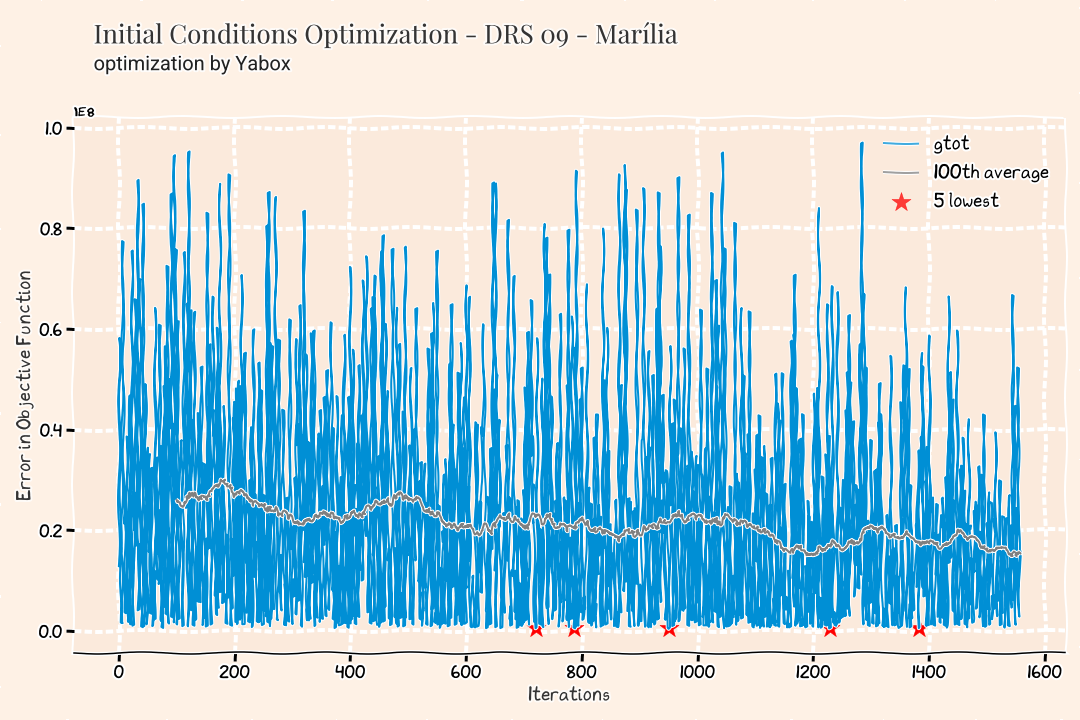 Initial Conditions Optimization - DRS 09 - Marília
optimization by Yabox
1E8
1.0
0.8
0.6
0.4
0.2
0.0
Error in Objective Function
gtot
100th average
5 lowest
0 200 400 600 800 1000 1200 1400 1600
Iterations